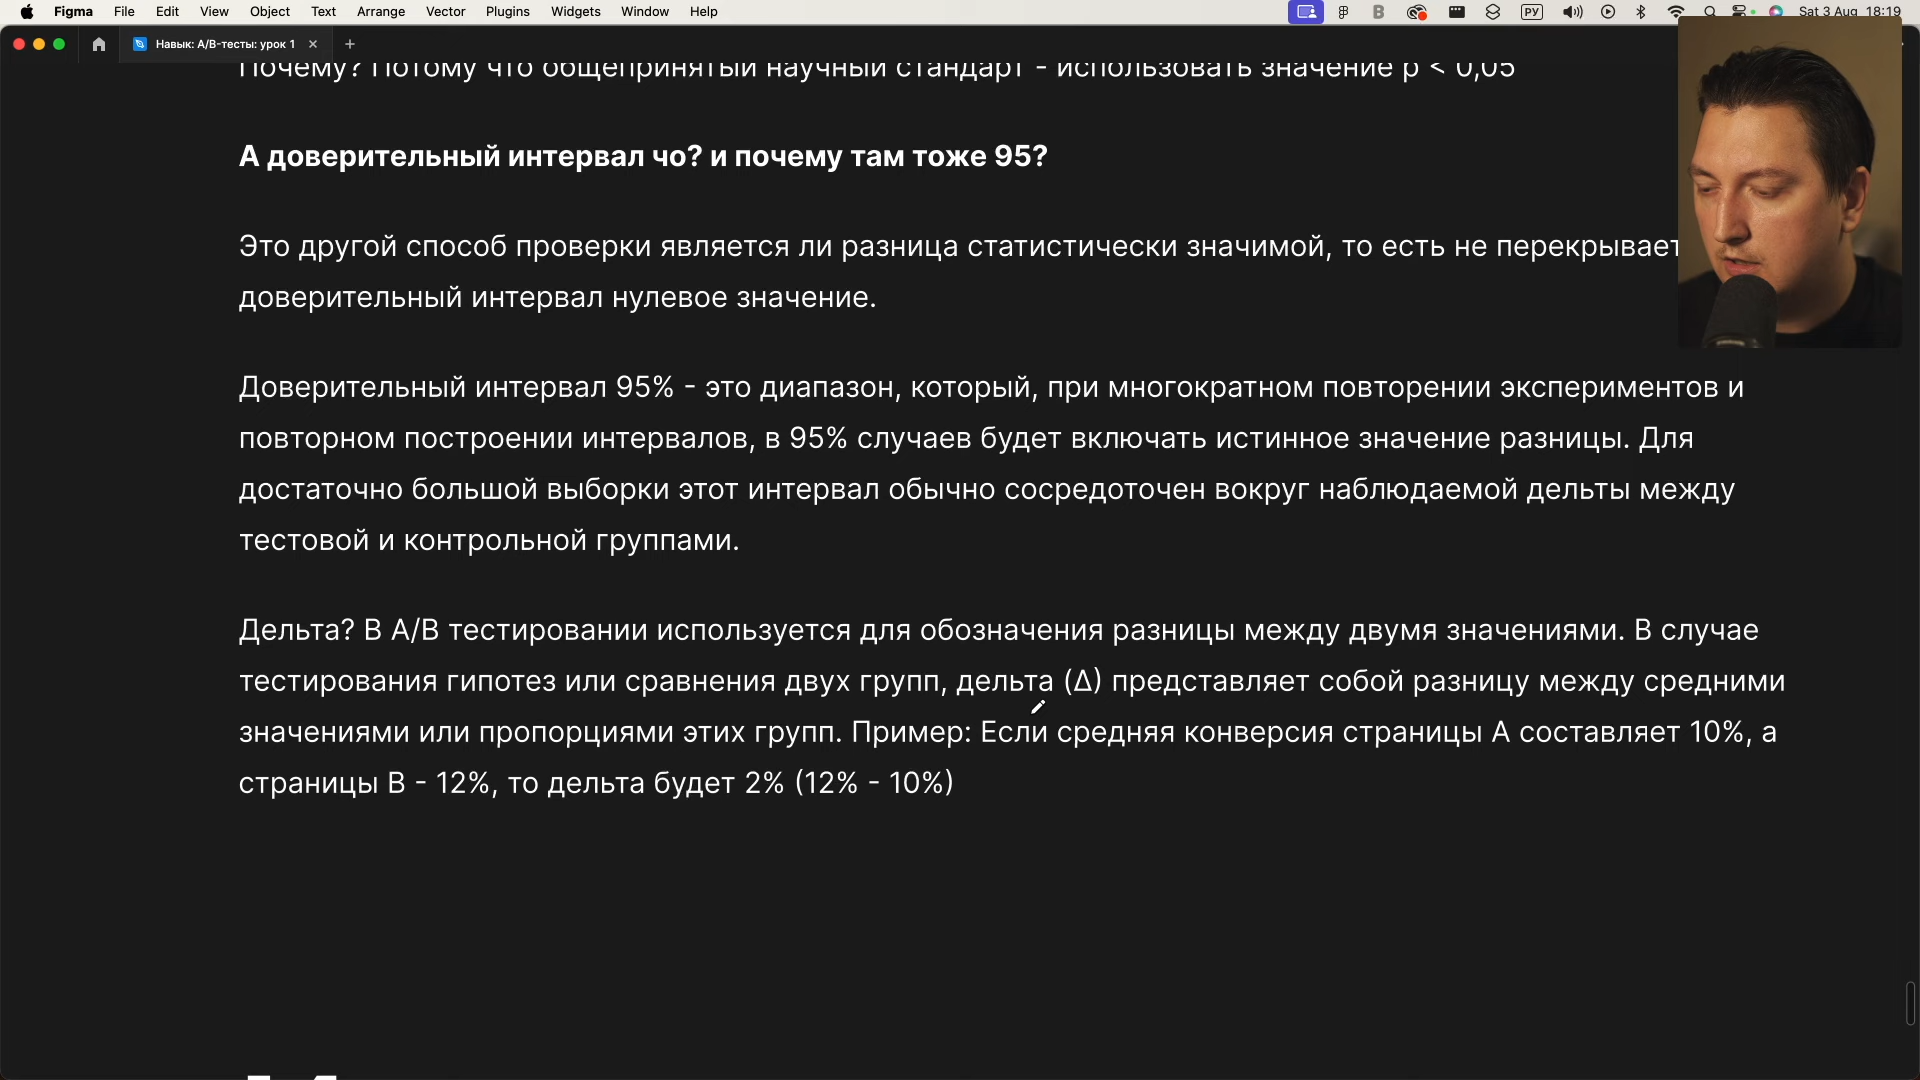 Figma File Edit View Object Text Arrange Vector Plugins Widgets Window Help РУ Sat 3 Aug 18:19
Навык: A/B-тесты: урок 1
Почему? Потому что общепринятый научный стандарт - использовать значение p < 0,05
А доверительный интервал чо? и почему там тоже 95?
Это другой способ проверки является ли разница статистически значимой, то есть не перекрывает
доверительный интервал нулевое значение.
Доверительный интервал 95% - это диапазон, который, при многократном повторении экспериментов и
повторном построении интервалов, в 95% случаев будет включать истинное значение разницы. Для
достаточно большой выборки этот интервал обычно сосредоточен вокруг наблюдаемой дельты между
тестовой и контрольной группами.
Дельта? В A/B тестировании используется для обозначения разницы между двумя значениями. В случае
тестирования гипотез или сравнения двух групп, дельта (Δ) представляет собой разницу между средними
значениями или пропорциями этих групп. Пример: Если средняя конверсия страницы A составляет 10%, а
страницы B - 12%, то дельта будет 2% (12% - 10%)